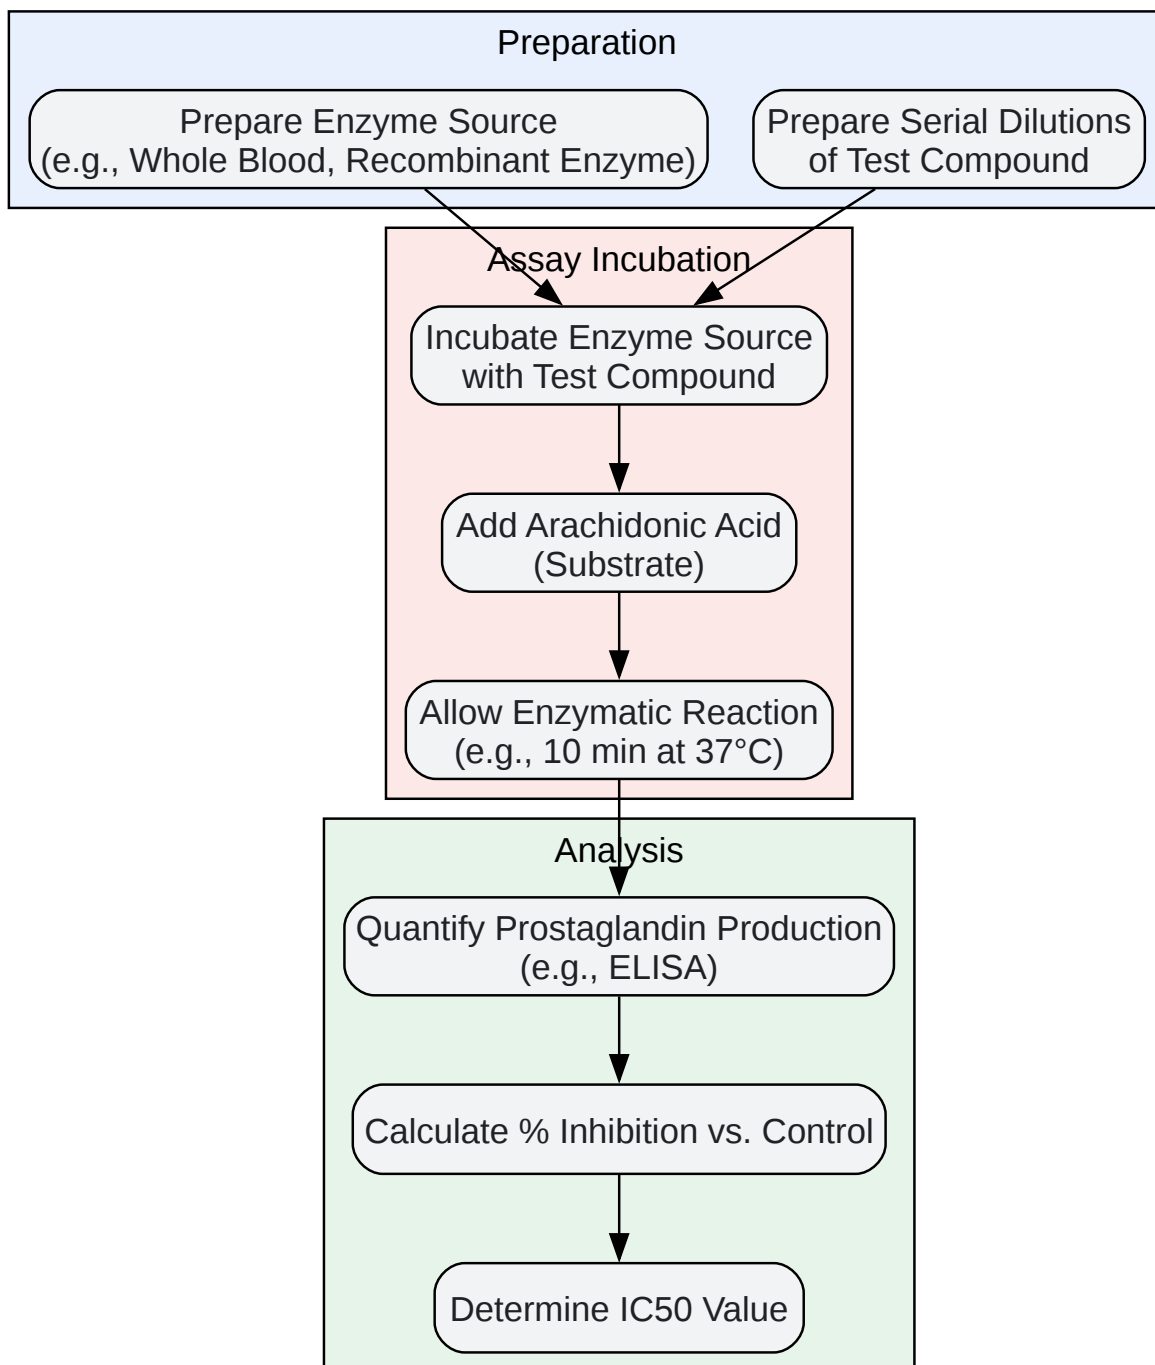 Preparation
Prepare Enzyme Source
(e.g., Whole Blood, Recombinant Enzyme)
Prepare Serial Dilutions
of Test Compound
Assay Incubation
Incubate Enzyme Source
with Test Compound
Add Arachidonic Acid
(Substrate)
Allow Enzymatic Reaction
(e.g., 10 min at 37°C)
Analysis
Quantify Prostaglandin Production
(e.g., ELISA)
Calculate % Inhibition vs. Control
Determine IC50 Value